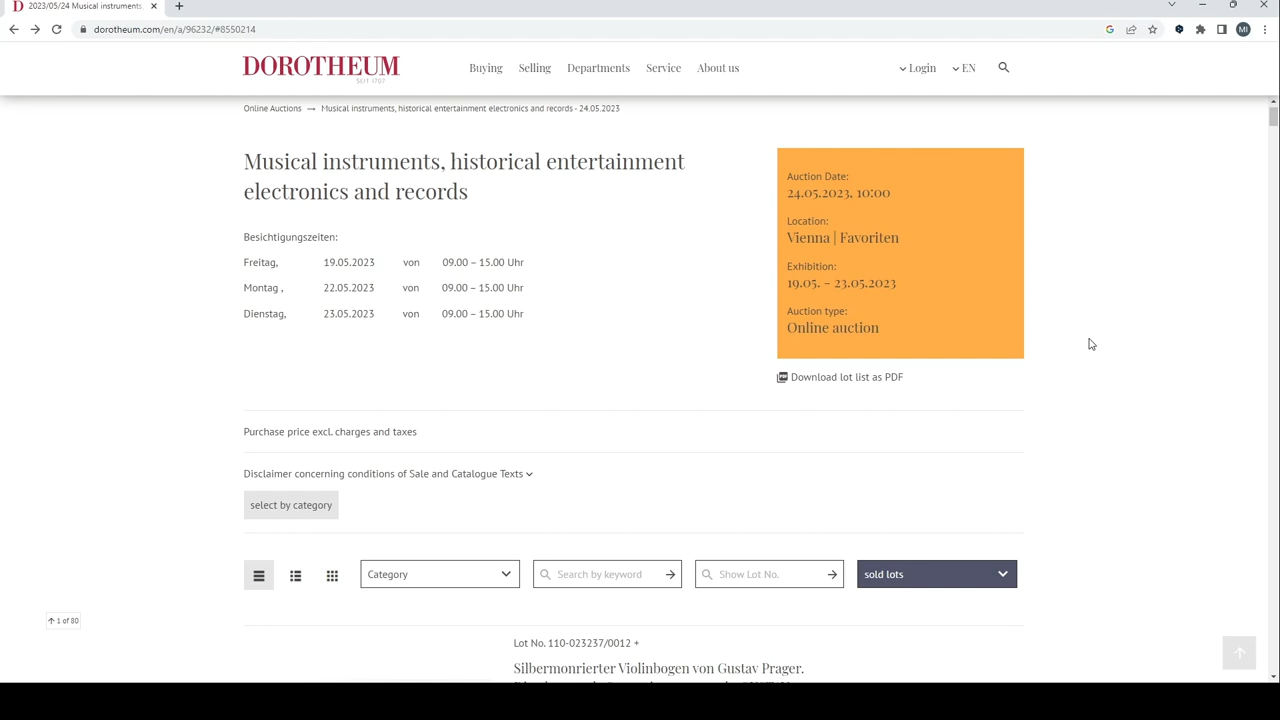 2023/05/24 Musical instruments,
dorotheum.com/en/a/96232/#8550214
MI
DOROTHEUM
SEIT 1707
Buying Selling Departments Service About us
Login EN
Online Auctions → Musical instruments, historical entertainment electronics and records - 24.05.2023
Musical instruments, historical entertainment
electronics and records
Besichtigungszeiten:
Freitag, 19.05.2023 von 09.00 – 15.00 Uhr
Montag , 22.05.2023 von 09.00 – 15.00 Uhr
Dienstag, 23.05.2023 von 09.00 – 15.00 Uhr
Auction Date:
24.05.2023, 10:00
Location:
Vienna | Favoriten
Exhibition:
19.05. - 23.05.2023
Auction type:
Online auction
Download lot list as PDF
Purchase price excl. charges and taxes
Disclaimer concerning conditions of Sale and Catalogue Texts
select by category
Category Search by keyword Show Lot No. sold lots
1 of 80
Lot No. 110-023237/0012 +
Silbermonrierter Violinbogen von Gustav Prager.